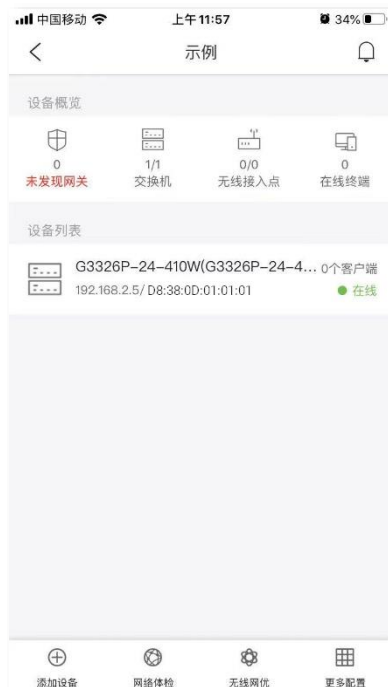 中国移动 上午11:57 34%
示例
设备概览
0 1/1 0/0 0
未发现网关 交换机 无线接入点 在线终端
设备列表
G3326P-24-410W(G3326P-24-4... 0个客户端
192.168.2.5/ D8:38:0D:01:01:01 在线
添加设备 网络体检 无线网优 更多配置